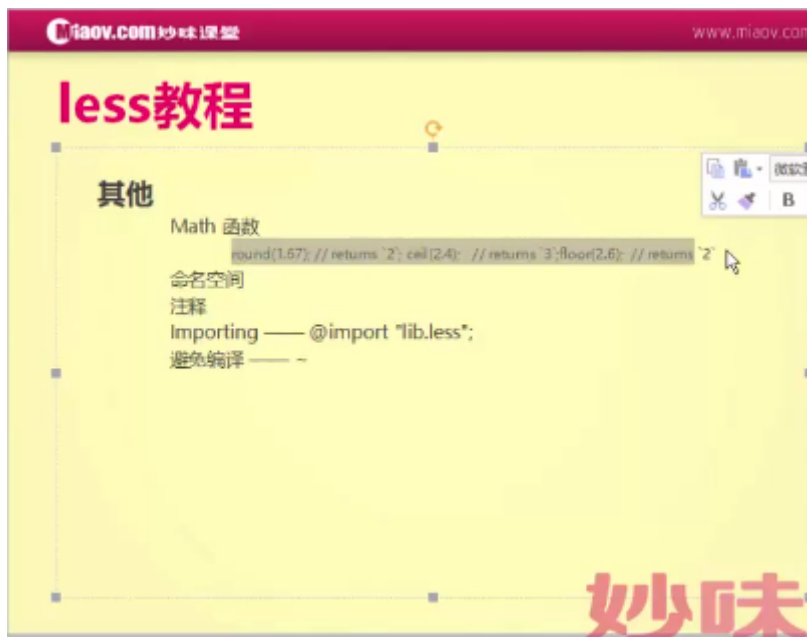 Miaov.com妙味课堂
www.miaov.com
less教程
其他
Math 函数
round(1.67); // returns `2`; ceil(2.4); // returns `3`;floor(2.6); // returns `2`
命名空间
注释
Importing —— @import "lib.less";
避免编译 —— ~
B
妙味